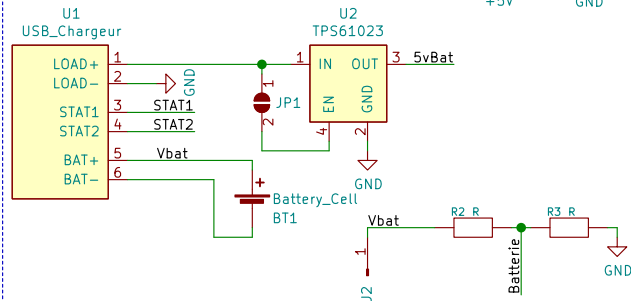 +5V
GND
U1
USB_Chargeur
U2
TPS61023
LOAD+ 1
LOAD- 2
GND
STAT1 3 STAT1
STAT2 4 STAT2
BAT+ 5 Vbat
BAT- 6
1 IN OUT 3 5vBat
EN GND
4 2
1
JP1
2
GND
+
Battery_Cell
BT1
Vbat
R2 R
R3 R
1
Batterie
GND